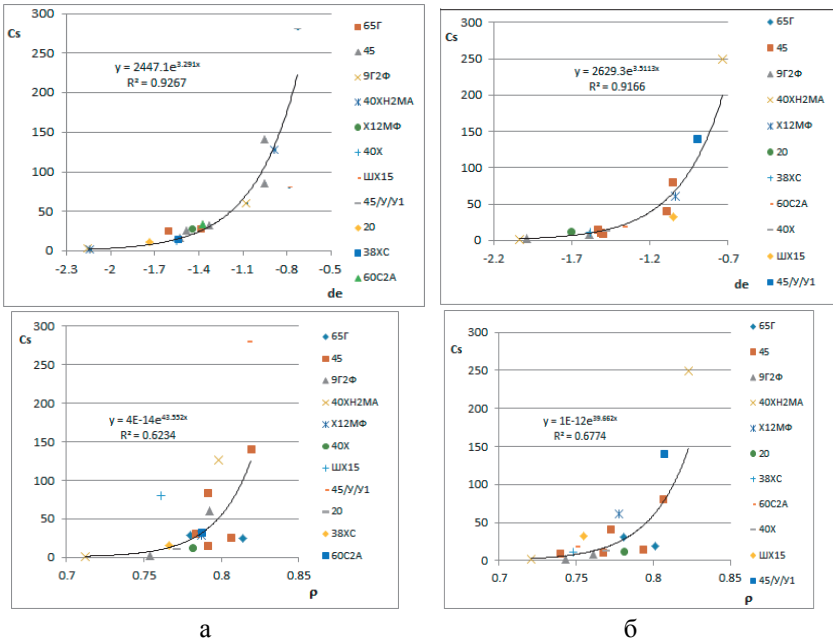 Cs
300
250
200
150
100
50
0
y = 2447.1e^3.291x
R² = 0.9267
-2.3
-2
-1.7
-1.4
-1.1
-0.8
-0.5
de
65Г
45
9Г2Ф
40ХН2МА
Х12МФ
40Х
ШХ15
45/У/У1
20
38ХС
60С2А
Cs
300
250
200
150
100
50
0
y = 2629.3e^3.5113x
R² = 0.9166
-2.2
-1.7
-1.2
-0.7
de
65Г
45
9Г2Ф
40ХН2МА
Х12МФ
20
38ХС
60С2А
40Х
ШХ15
45/У/У1
Cs
300
250
200
150
100
50
0
y = 4E-14e^43.552x
R² = 0.6234
0.7
0.75
0.8
0.85
ρ
65Г
45
9Г2Ф
40ХН2МА
Х12МФ
40Х
ШХ15
45/У/У1
20
38ХС
60С2А
Cs
300
250
200
150
100
50
0
y = 1E-12e^39.662x
R² = 0.6774
0.7
0.75
0.8
0.85
ρ
65Г
45
9Г2Ф
40ХН2МА
Х12МФ
20
38ХС
60С2А
40Х
ШХ15
45/У/У1
а
б